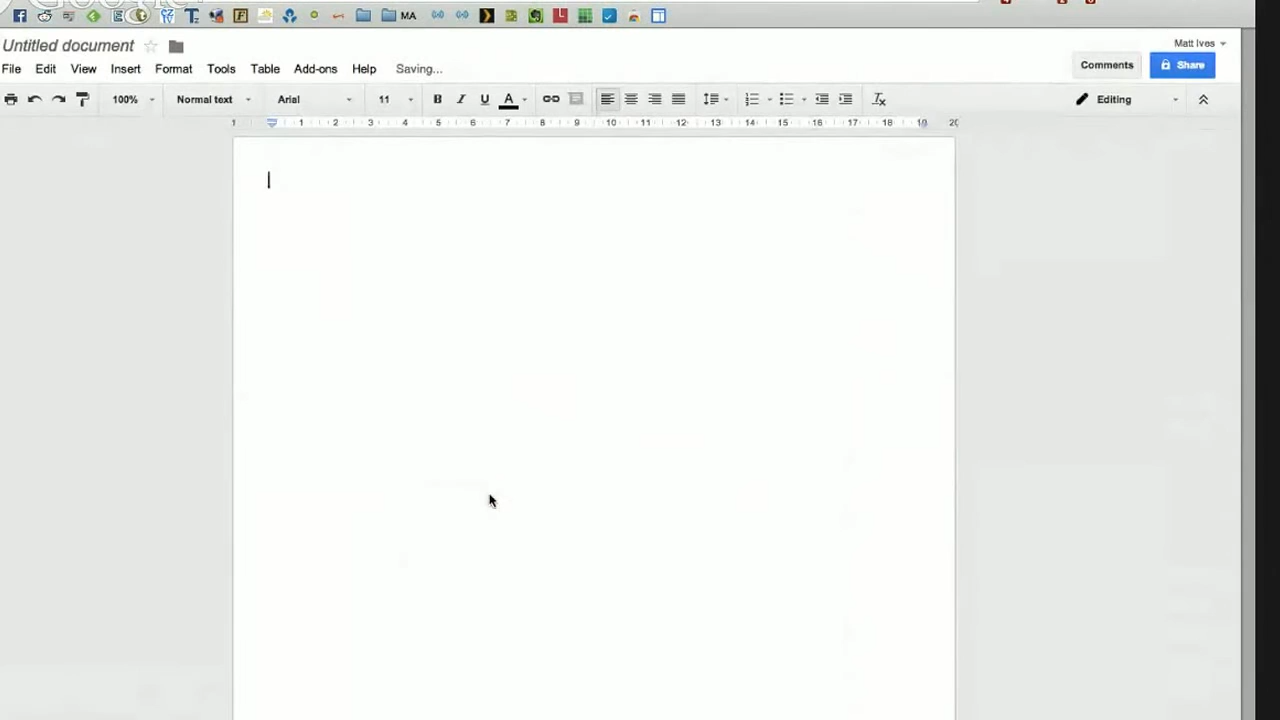 MA
Untitled document
Matt Ives
File Edit View Insert Format Tools Table Add-ons Help Saving...
Comments Share
100% Normal text Arial 11 B I U A Editing
1 1 2 3 4 5 6 7 8 9 10 11 12 13 14 15 16 17 18 19 20